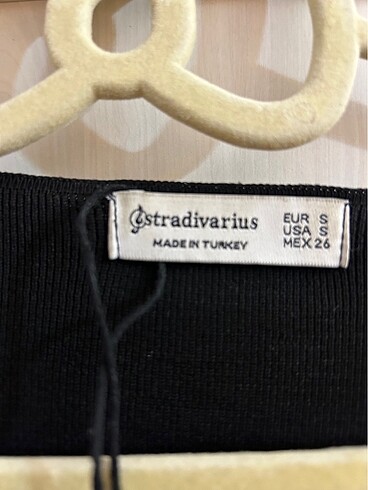 stradivarius
MADE IN TURKEY
EUR S
USA S
MEX 26